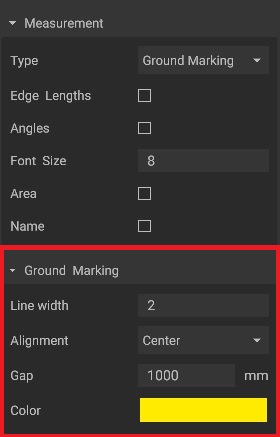 Measurement
Type Ground Marking
Edge Lengths
Angles
Font Size 8
Area
Name
Ground Marking
Line width 2
Alignment Center
Gap 1000 mm
Color